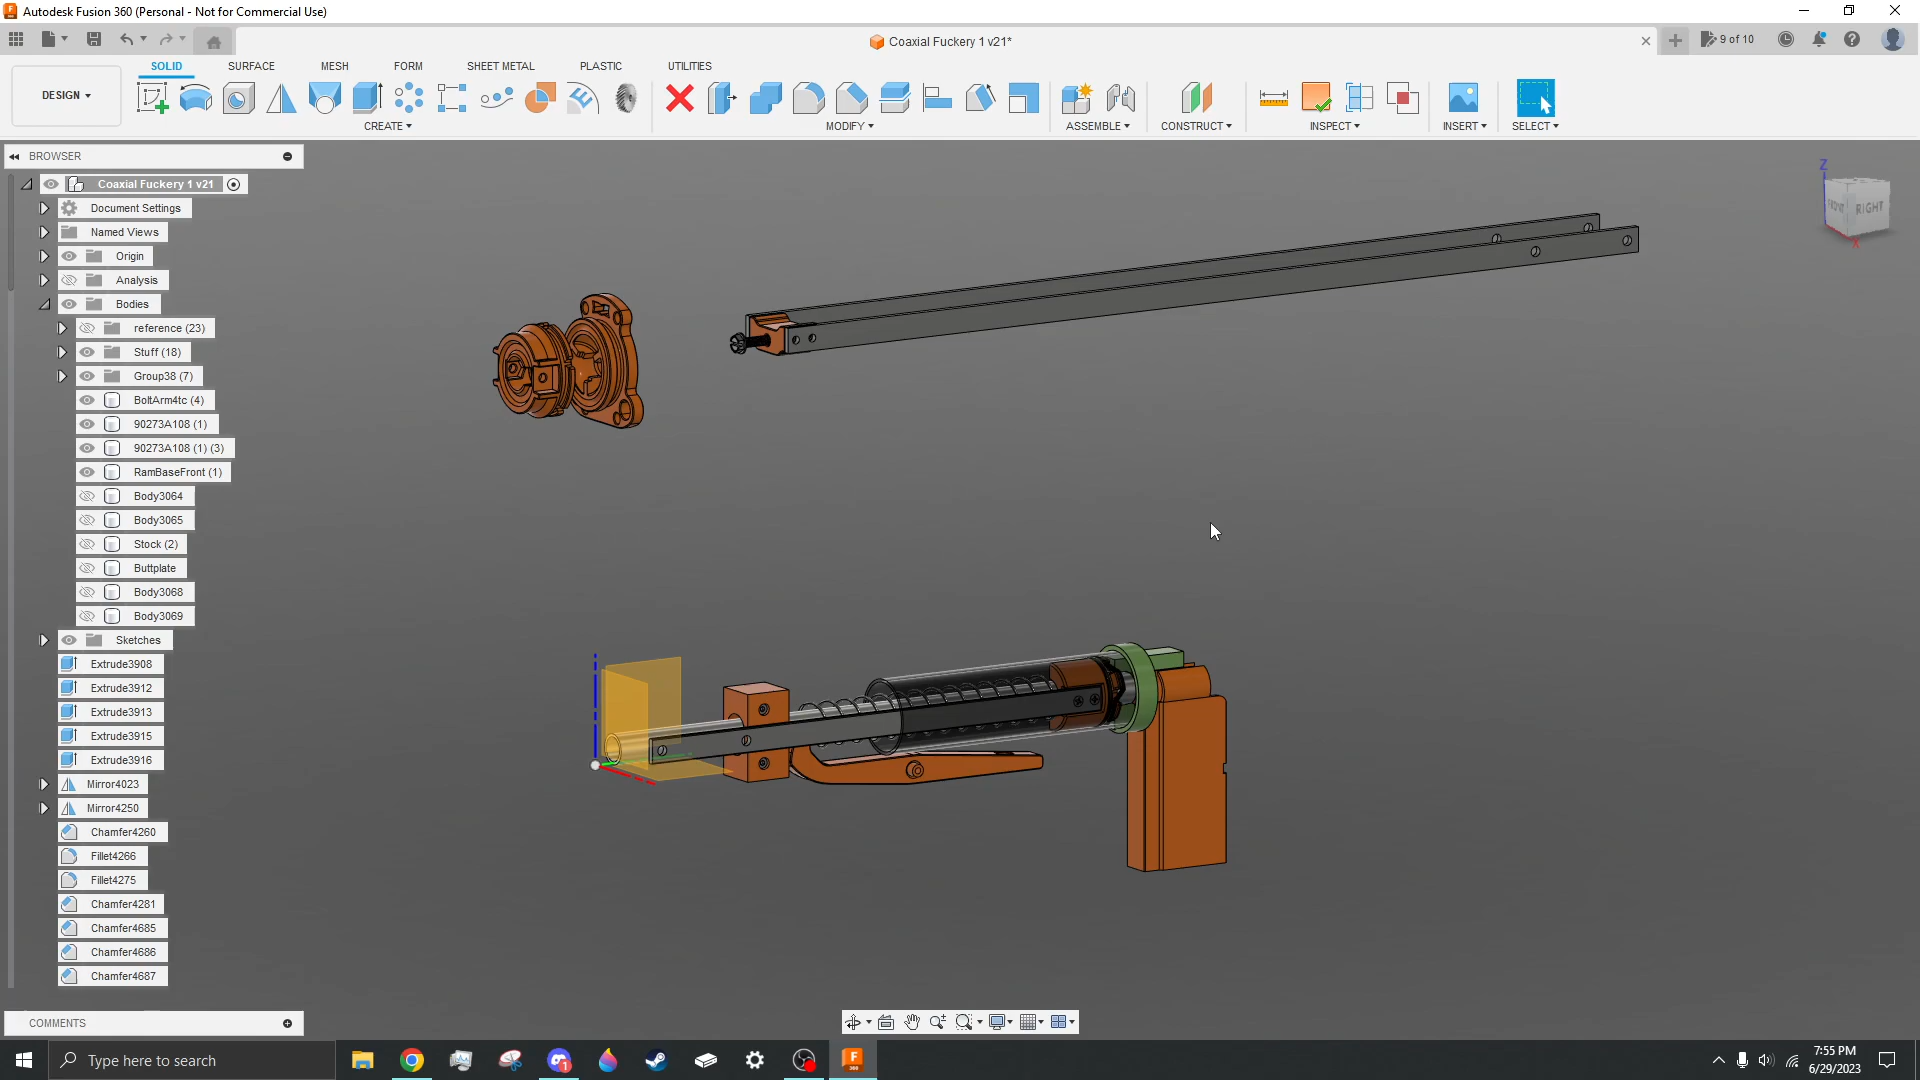 Autodesk Fusion 360 (Personal - Not for Commercial Use)
Coaxial Fuckery 1 v21*
9 of 10
SOLID
SURFACE
MESH
FORM
SHEET METAL
PLASTIC
UTILITIES
DESIGN
CREATE
MODIFY
ASSEMBLE
CONSTRUCT
INSPECT
INSERT
SELECT
BROWSER
Coaxial Fuckery 1 v21
Document Settings
Named Views
Origin
Analysis
Bodies
reference (23)
Stuff (18)
Group38 (7)
BoltArm4tc (4)
90273A108 (1)
90273A108 (1) (3)
RamBaseFront (1)
Body3064
Body3065
Stock (2)
Buttplate
Body3068
Body3069
Sketches
Extrude3908
Extrude3912
Extrude3913
Extrude3915
Extrude3916
Mirror4023
Mirror4250
Chamfer4260
Fillet4266
Fillet4275
Chamfer4281
Chamfer4685
Chamfer4686
Chamfer4687
Z
FRONT
RIGHT
X
COMMENTS
Type here to search
7:55 PM
6/29/2023